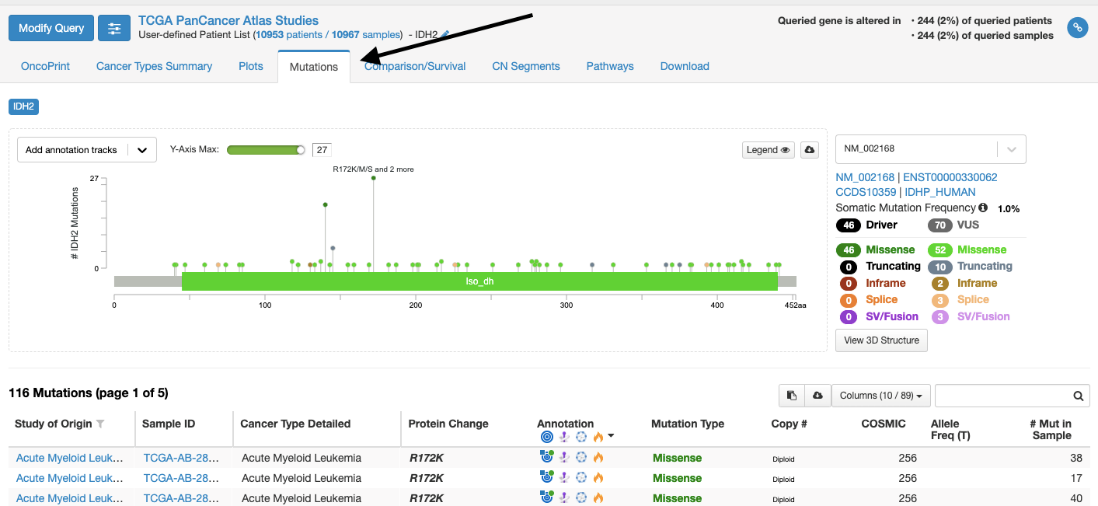 Modify Query
TCGA PanCancer Atlas Studies
User-defined Patient List (10953 patients / 10967 samples) - IDH2
Queried gene is altered in
• 244 (2%) of queried patients
• 244 (2%) of queried samples
OncoPrint Cancer Types Summary Plots Mutations Comparison/Survival CN Segments Pathways Download
IDH2
Add annotation tracks
Y-Axis Max: 27
Legend
NM_002168
R172K/M/S and 2 more
27
# IDH2 Mutations
0
Iso_dh
0 100 200 300 400 452aa
NM_002168 | ENST00000330062
CCDS10359 | IDHP_HUMAN
Somatic Mutation Frequency 1.0%
46 Driver 70 VUS
46 Missense 52 Missense
0 Truncating 10 Truncating
0 Inframe 2 Inframe
0 Splice 3 Splice
0 SV/Fusion 3 SV/Fusion
View 3D Structure
116 Mutations (page 1 of 5)
Columns (10 / 89)
Study of Origin Sample ID Cancer Type Detailed Protein Change Annotation Mutation Type Copy # COSMIC Allele Freq (T) # Mut in Sample
Acute Myeloid Leuk... TCGA-AB-28... Acute Myeloid Leukemia R172K Missense Diploid 256 38
Acute Myeloid Leuk... TCGA-AB-28... Acute Myeloid Leukemia R172K Missense Diploid 256 17
Acute Myeloid Leuk... TCGA-AB-28... Acute Myeloid Leukemia R172K Missense Diploid 256 40